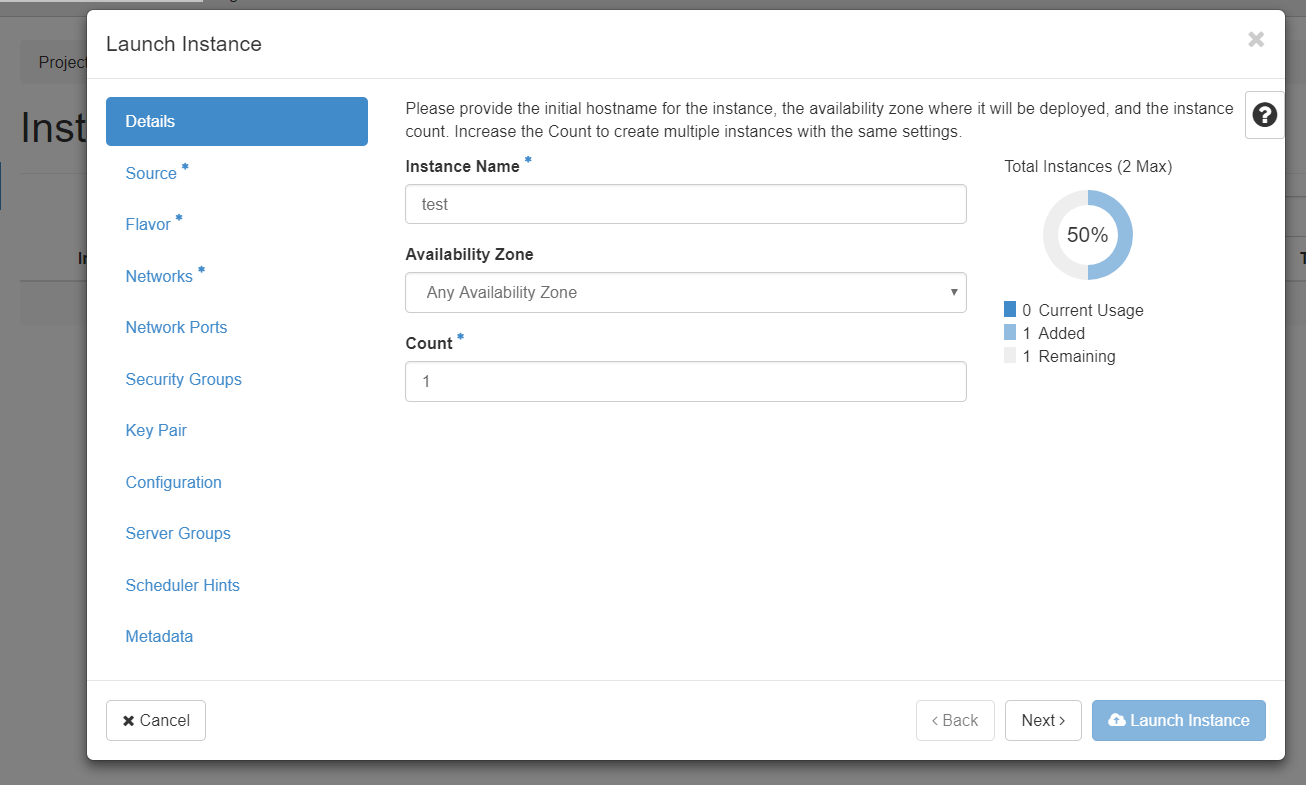 Launch Instance
Details
Source *
Flavor *
Networks *
Network Ports
Security Groups
Key Pair
Configuration
Server Groups
Scheduler Hints
Metadata
Please provide the initial hostname for the instance, the availability zone where it will be deployed, and the instance
count. Increase the Count to create multiple instances with the same settings.
?
Instance Name *
test
Availability Zone
Any Availability Zone
Count *
1
Total Instances (2 Max)
50%
0 Current Usage
1 Added
1 Remaining
Cancel
< Back
Next >
Launch Instance
Project
Inst